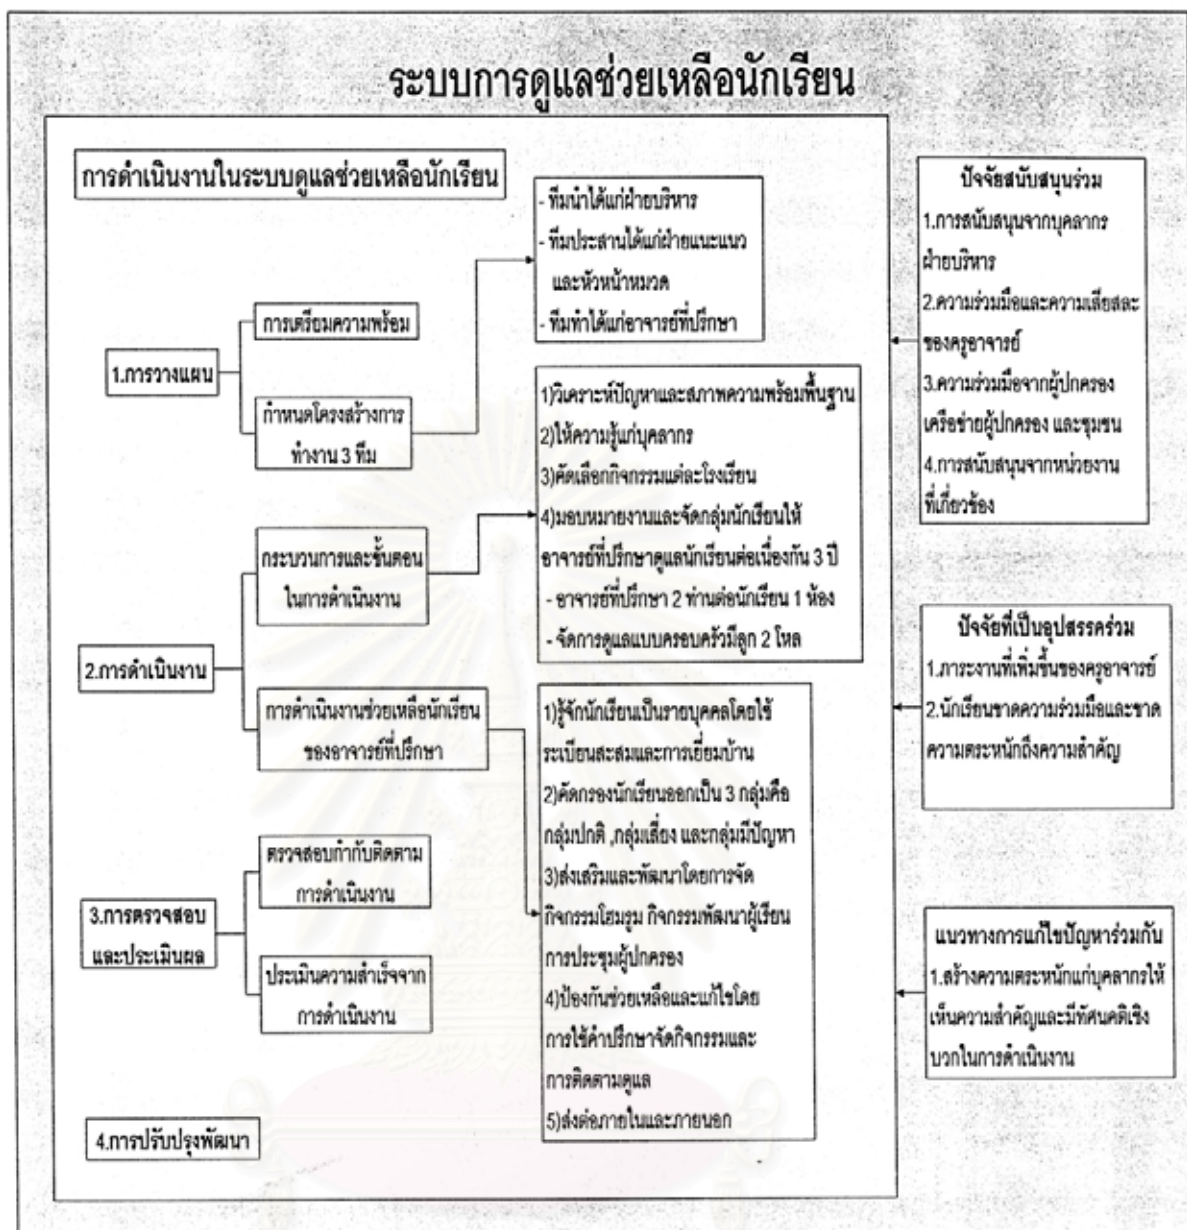 ระบบการดูแลช่วยเหลือนักเรียน
การดำเนินงานในระบบดูแลช่วยเหลือนักเรียน
1.การวางแผน
การเตรียมความพร้อม
กำหนดโครงสร้างการ
ทำงาน 3 ทีม
- ทีมนำได้แก่ฝ่ายบริหาร
- ทีมประสานได้แก่ฝ่ายแนะแนว
และหัวหน้าหมวด
- ทีมทำได้แก่อาจารย์ที่ปรึกษา
2.การดำเนินงาน
กระบวนการและขั้นตอน
ในการดำเนินงาน
1)วิเคราะห์ปัญหาและสภาพความพร้อมพื้นฐาน
2)ให้ความรู้แก่บุคลากร
3)คัดเลือกกิจกรรมแต่ละโรงเรียน
4)มอบหมายงานและจัดกลุ่มนักเรียนให้
อาจารย์ที่ปรึกษาดูแลนักเรียนต่อเนื่องกัน 3 ปี
- อาจารย์ที่ปรึกษา 2 ท่านต่อนักเรียน 1 ห้อง
- จัดการดูแลแบบครอบครัวมีลูก 2 โหล
การดำเนินงานช่วยเหลือนักเรียน
ของอาจารย์ที่ปรึกษา
1)รู้จักนักเรียนเป็นรายบุคคลโดยใช้
ระเบียนสะสมและการเยี่ยมบ้าน
2)คัดกรองนักเรียนออกเป็น 3 กลุ่มคือ
กลุ่มปกติ ,กลุ่มเสี่ยง และกลุ่มมีปัญหา
3)ส่งเสริมและพัฒนาโดยการจัด
กิจกรรมโฮมรูม กิจกรรมพัฒนาผู้เรียน
การประชุมผู้ปกครอง
4)ป้องกันช่วยเหลือและแก้ไขโดย
การใช้คำปรึกษาจัดกิจกรรมและ
การติดตามดูแล
5)ส่งต่อภายในและภายนอก
3.การตรวจสอบ
และประเมินผล
ตรวจสอบกำกับติดตาม
การดำเนินงาน
ประเมินความสำเร็จจาก
การดำเนินงาน
4.การปรับปรุงพัฒนา
ปัจจัยสนับสนุนร่วม
1.การสนับสนุนจากบุคลากร
ฝ่ายบริหาร
2.ความร่วมมือและความเสียสละ
ของครูอาจารย์
3.ความร่วมมือจากผู้ปกครอง
เครือข่ายผู้ปกครอง และชุมชน
4.การสนับสนุนจากหน่วยงาน
ที่เกี่ยวข้อง
ปัจจัยที่เป็นอุปสรรคร่วม
1.ภาระงานที่เพิ่มขึ้นของครูอาจารย์
2.นักเรียนขาดความร่วมมือและขาด
ความตระหนักถึงความสำคัญ
แนวทางการแก้ไขปัญหาร่วมกัน
1.สร้างความตระหนักแก่บุคลากรให้
เห็นความสำคัญและมีทัศนคติเชิง
บวกในการดำเนินงาน